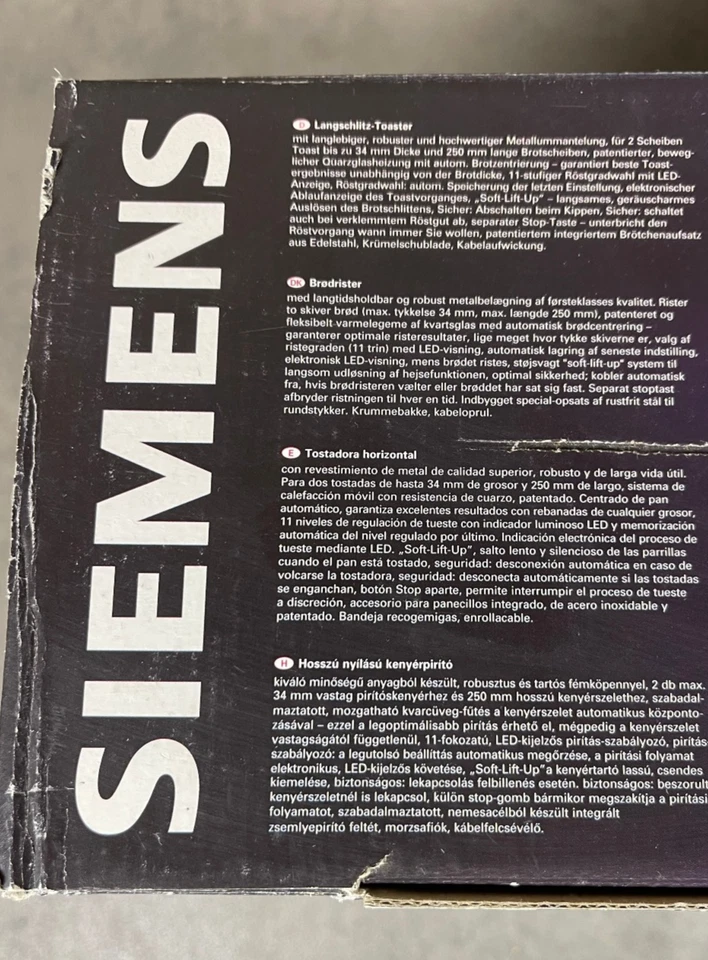 SIEMENS
D Langschlitz-Toaster
mit langlebiger, robuster und hochwertiger Metallummantelung, für 2 Scheiben
Toast bis zu 34 mm Dicke und 250 mm lange Brotscheiben, patentierter, beweg-
licher Quarzglasheizung mit autom. Brotzentrierung – garantiert beste Toast-
ergebnisse unabhängig von der Brotdicke, 11-stufiger Röstgradwahl mit LED-
Anzeige, Röstgradwahl: autom. Speicherung der letzten Einstellung, elektronischer
Ablaufanzeige des Toastvorganges, „Soft-Lift-Up“ – langsames, geräuscharmes
Auslösen des Brotschlittens, Sicher: Abschalten beim Kippen, Sicher: schaltet
auch bei verklemmtem Röstgut ab, separater Stop-Taste – unterbricht den
Röstvorgang wann immer Sie wollen, patentiertem integriertem Brötchenaufsatz
aus Edelstahl, Krümelschublade, Kabelaufwicklung.
DK Brødrister
med langtidsholdbar og robust metalbelægning af førsteklasses kvalitet. Rister
to skiver brød (max. tykkelse 34 mm, max. længde 250 mm), patenteret og
fleksibelt varmelegeme af kvartsglas med automatisk brødcentrering –
garanterer optimale risteresultater, lige meget hvor tykke skiverne er, valg af
ristegraden (11 trin) med LED-visning, automatisk lagring af seneste indstilling,
elektronisk LED-visning, mens brødet ristes, støjsvagt "soft-lift-up" system til
langsom udløsning af hejsefunktionen, optimal sikkerhed; kobler automatisk
fra, hvis brødristeren vælter eller brøddet har sat sig fast. Separat stoptast
afbryder ristningen til hver en tid. Indbygget special-opsats af rustfrit stål til
rundstykker. Krummebakke, kabeloprul.
E Tostadora horizontal
con revestimiento de metal de calidad superior, robusto y de larga vida útil.
Para dos tostadas de hasta 34 mm de grosor y 250 mm de largo, sistema de
calefacción móvil con resistencia de cuarzo, patentado. Centrado de pan
automático, garantiza excelentes resultados con rebanadas de cualquier grosor,
11 niveles de regulación de tueste con indicador luminoso LED y memorización
automática del nivel regulado por último. Indicación electrónica del proceso de
tueste mediante LED. „Soft-Lift-Up”, salto lento y silencioso de las parrillas
cuando el pan está tostado, seguridad: desconexión automática en caso de
volcarse la tostadora, seguridad: desconecta automáticamente si las tostadas
se enganchan, botón Stop aparte, permite interrumpir el proceso de tueste
a discreción, accesorio para panecillos integrado, de acero inoxidable y
patentado. Bandeja recogemigas, enrollacable.
H Hosszú nyílású kenyérpirító
kiváló minőségű anyagból készült, robusztus és tartós fémköpennyel, 2 db max.
34 mm vastag pirítóskenyérhez és 250 mm hosszú kenyérszelethez, szabadal-
maztatott, mozgatható kvarcüveg-fűtés a kenyérszelet automatikus központo-
zásával – ezzel a legoptimálisabb pirítás érhető el, mégpedig a kenyérszelet
vastagságától függetlenül, 11-fokozatú, LED-kijelzős pirítás-szabályozó, pirítás-
szabályozó: a legutolsó beállíttás automatikus megőrzése, a pirítási folyamat
elektronikus, LED-kijelzős követése, „Soft-Lift-Up”a kenyértartó lassú, csendes
kiemelése, biztonságos: lekapcsolás felbillenés esetén. biztonságos: beszorult
kenyérszeletnél is lekapcsol, külön stop-gomb bármikor megszakítja a pirítási
folyamatot, szabadalmaztatott, nemesacélból készült integrált
zsemlyepirító feltét, morzsafiók, kábelfelcsévélő.